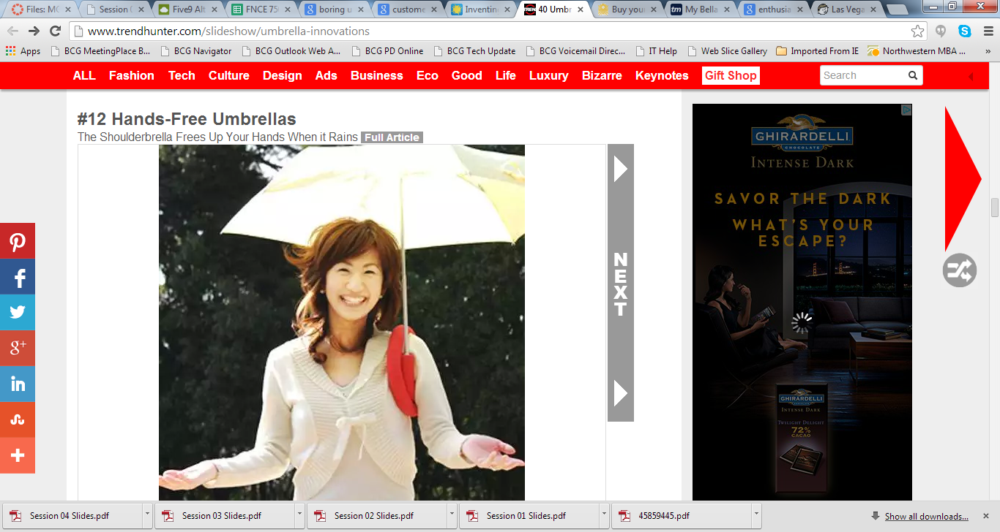 Files: MG
Session 0
Five9 Alt
FNCE 750
boring u
custome
Inventin
40 Umbr
Buy your
My Bella
enthusia
Las Vega
www.trendhunter.com/slideshow/umbrella-innovations
Apps
BCG MeetingPlace B...
BCG Navigator
BCG Outlook Web A...
BCG PD Online
BCG Tech Update
BCG Voicemail Direc...
IT Help
Web Slice Gallery
Imported From IE
Northwestern MBA ...
»
ALL Fashion Tech Culture Design Ads Business Eco Good Life Luxury Bizarre Keynotes Gift Shop
Search
#12 Hands-Free Umbrellas
The Shoulderbrella Frees Up Your Hands When it Rains Full Article
NEXT
GHIRARDELLI
CHOCOLATE
INTENSE DARK
SAVOR THE DARK
WHAT'S YOUR
ESCAPE?
GHIRARDELLI
INTENSE DARK
TWILIGHT DELIGHT
72%
CACAO
Session 04 Slides.pdf
Session 03 Slides.pdf
Session 02 Slides.pdf
Session 01 Slides.pdf
45859445.pdf
Show all downloads...